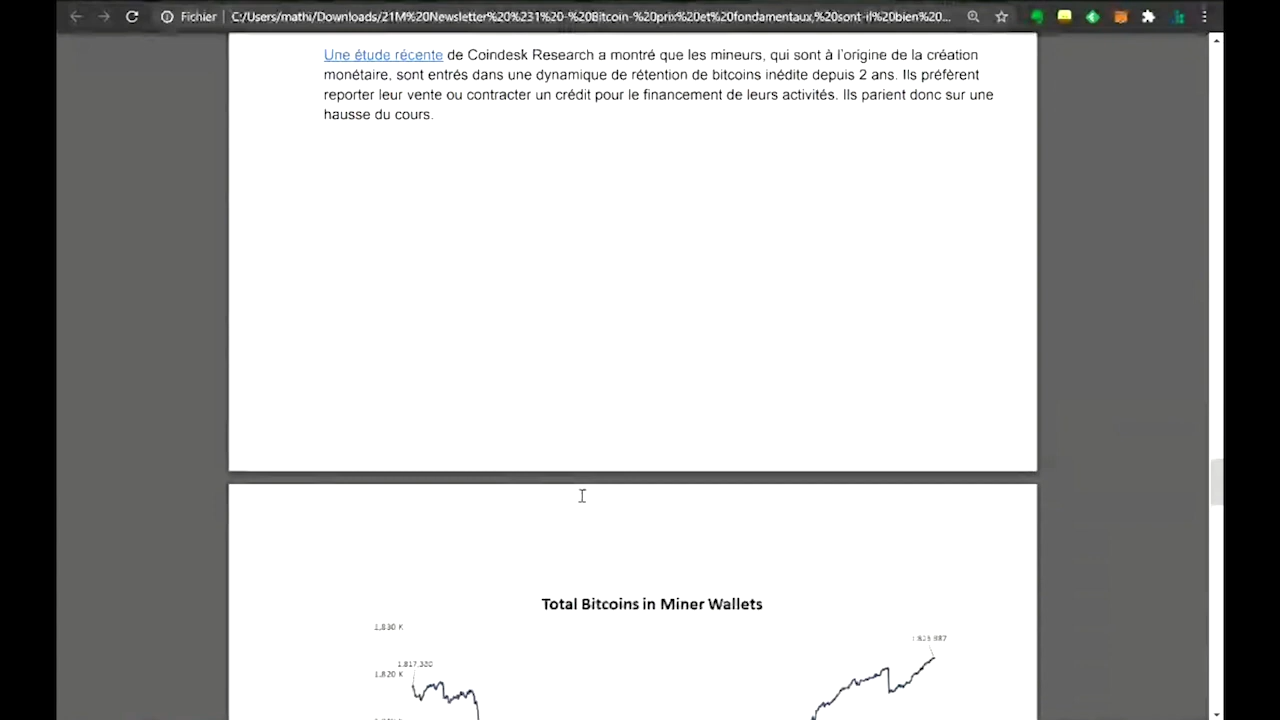 Fichier C:/Users/mathi/Downloads/21M%20Newsletter%20%231%20-%20Bitcoin-%20prix%20et%20fondamentaux,%20sont-il%20bien%20...
Une étude récente de Coindesk Research a montré que les mineurs, qui sont à l'origine de la création
monétaire, sont entrés dans une dynamique de rétention de bitcoins inédite depuis 2 ans. Ils préfèrent
reporter leur vente ou contracter un crédit pour le financement de leurs activités. Ils parient donc sur une
hausse du cours.
Total Bitcoins in Miner Wallets
1,830 K
1,820 K